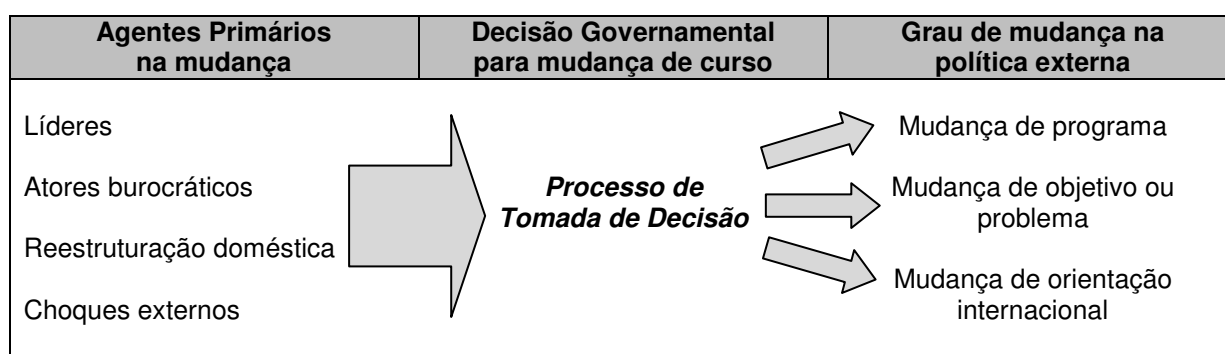 Agentes Primários
na mudança
Decisão Governamental
para mudança de curso
Grau de mudança na
política externa
Líderes
Atores burocráticos
Reestruturação doméstica
Choques externos
Processo de
Tomada de Decisão
Mudança de programa
Mudança de objetivo ou
problema
Mudança de orientação
internacional